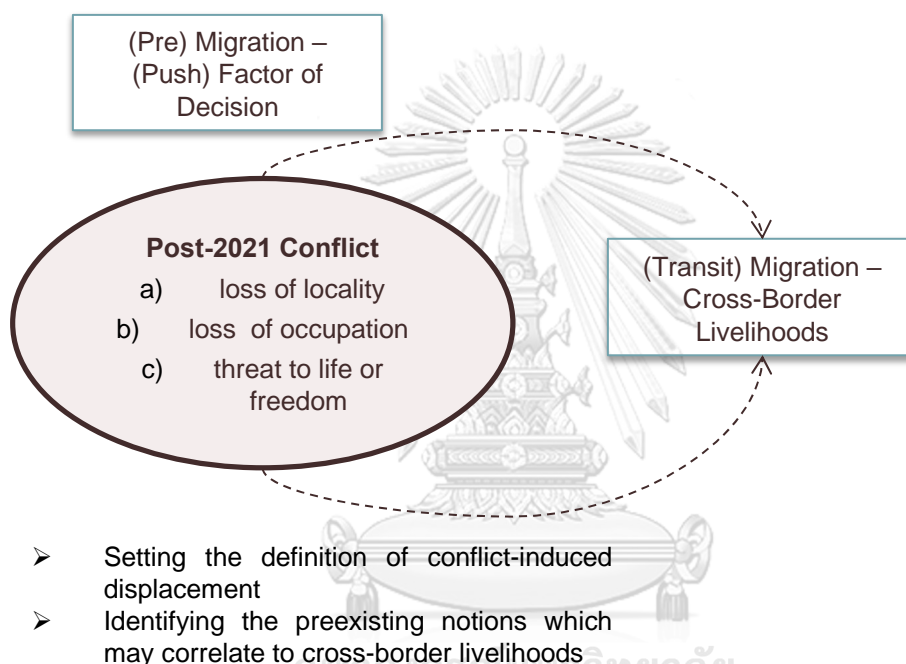 (Pre) Migration –
(Push) Factor of
Decision
Post-2021 Conflict
a) loss of locality
b) loss of occupation
c) threat to life or
freedom
(Transit) Migration –
Cross-Border
Livelihoods
➢ Setting the definition of conflict-induced
displacement
➢ Identifying the preexisting notions which
may correlate to cross-border livelihoods